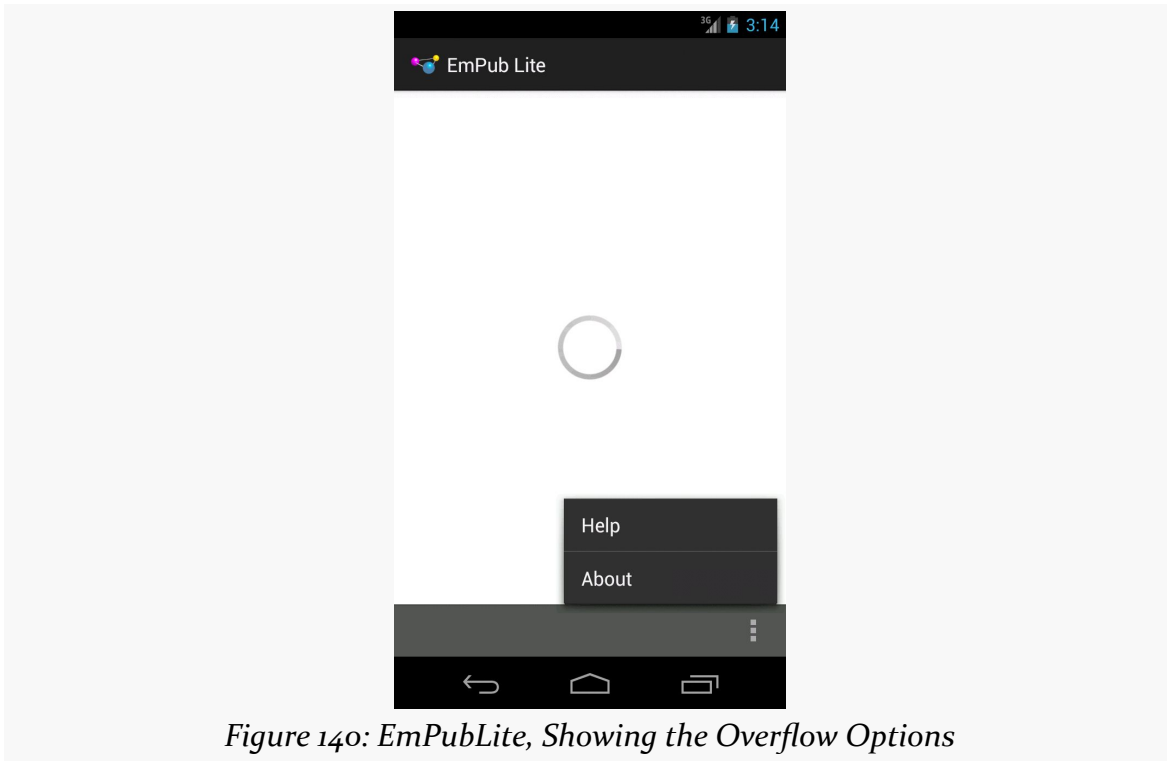 3G 3:14
EmPub Lite
Help
About
Figure 140: EmPubLite, Showing the Overflow Options